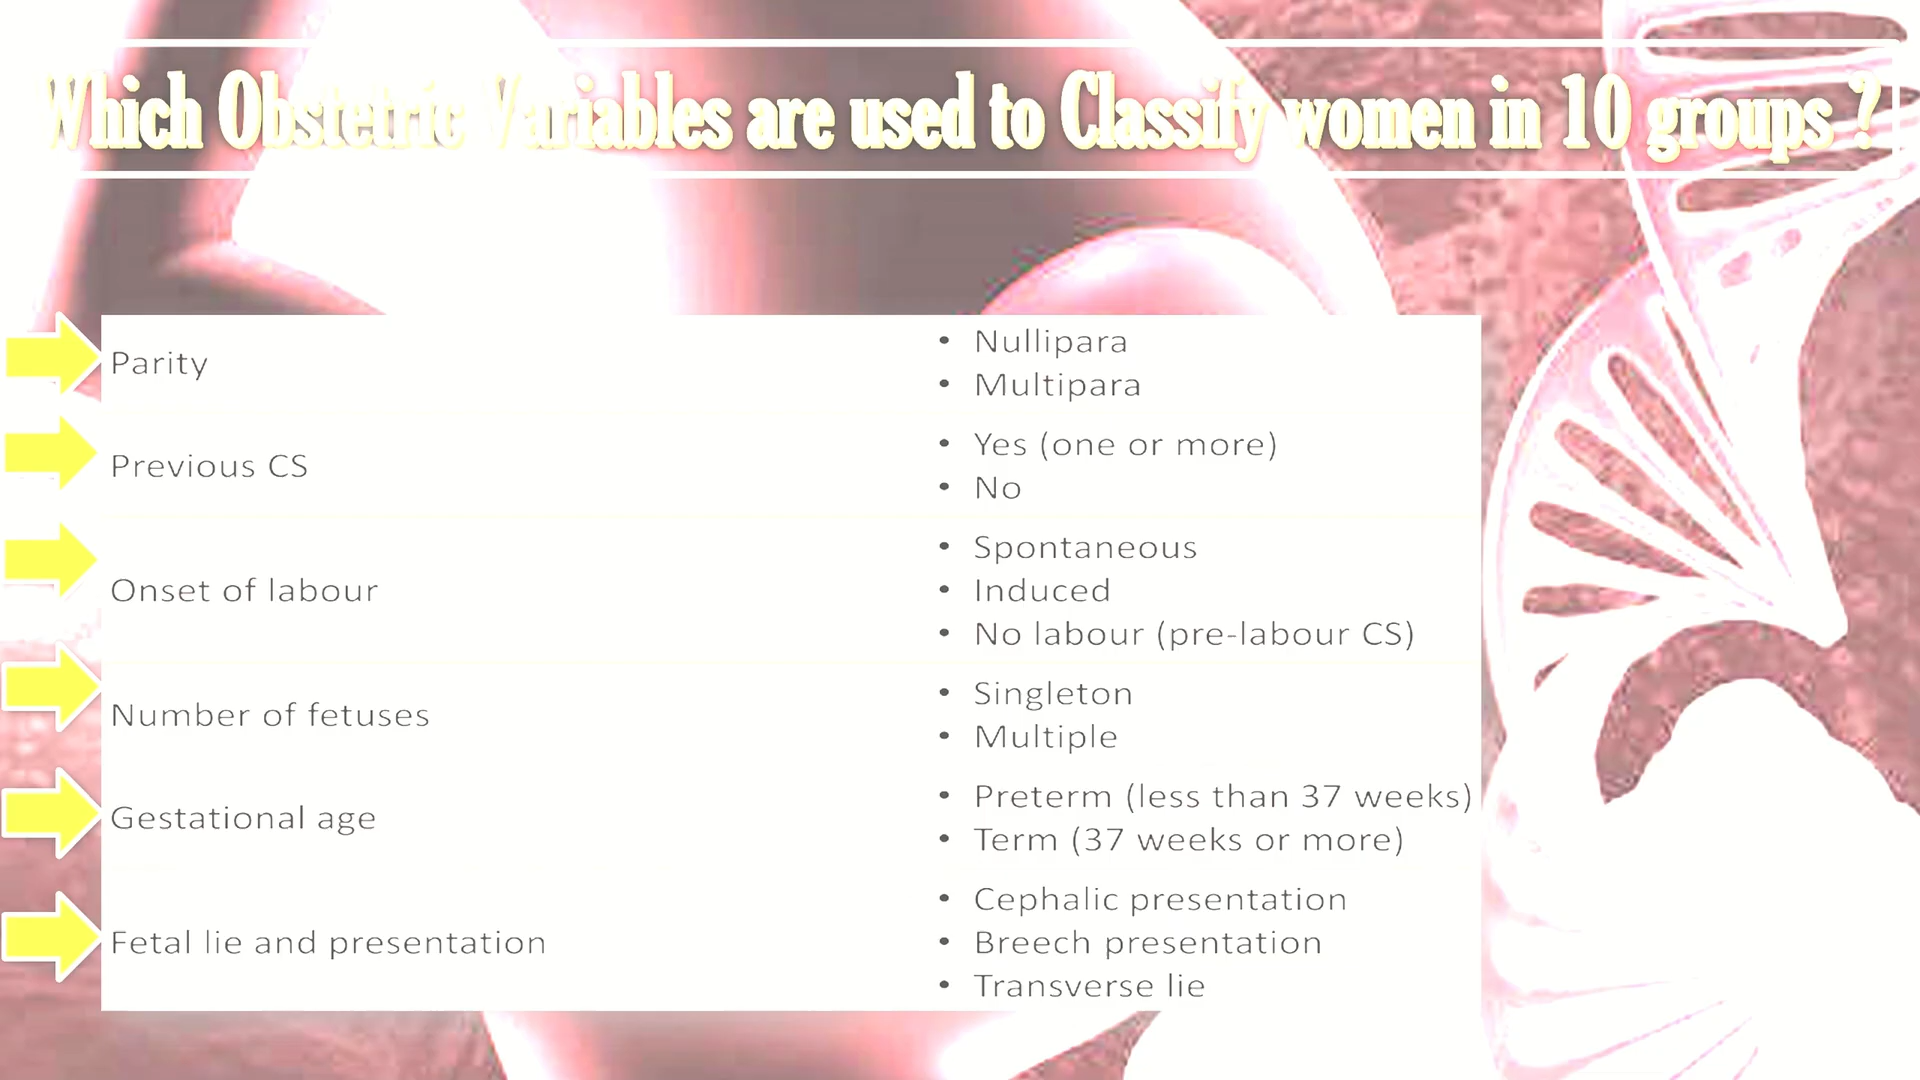 Which Obstetric Variables are used to Classify women in 10 groups ?
Parity
• Nullipara
• Multipara
Previous CS
• Yes (one or more)
• No
Onset of labour
• Spontaneous
• Induced
• No labour (pre-labour CS)
Number of fetuses
• Singleton
• Multiple
Gestational age
• Preterm (less than 37 weeks)
• Term (37 weeks or more)
Fetal lie and presentation
• Cephalic presentation
• Breech presentation
• Transverse lie